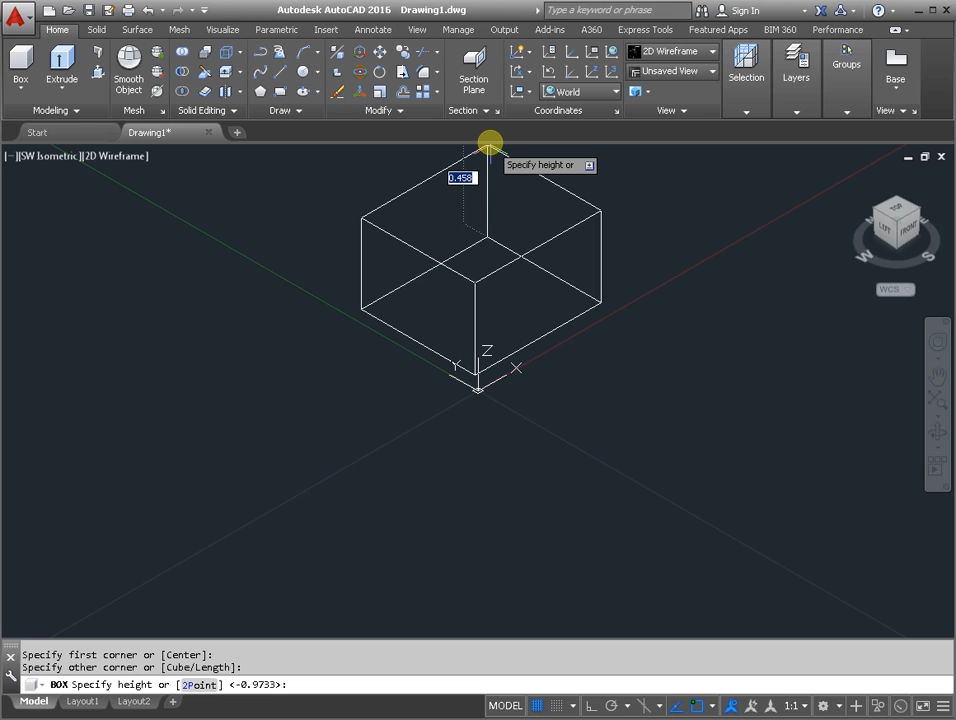 Autodesk AutoCAD 2016 Drawing1.dwg
Type a keyword or phrase
Sign In
Home Solid Surface Mesh Visualize Parametric Insert Annotate View Manage Output Add-ins A360 Express Tools Featured Apps BIM 360 Performance
Box
Extrude
Smooth
Object
Section
Plane
2D Wireframe
Unsaved View
World
Selection
Layers
Groups
Base
Modeling
Mesh
Solid Editing
Draw
Modify
Section
Coordinates
View
View
Start
Drawing1*
[−][SW Isometric][2D Wireframe]
Specify height or
0.458
TOP
LEFT
FRONT
W
S
E
WCS
Z
Y
X
Specify first corner or [Center]:
Specify other corner or [Cube/Length]:
BOX Specify height or [2Point] <-0.9733>:
Model Layout1 Layout2
MODEL
1:1